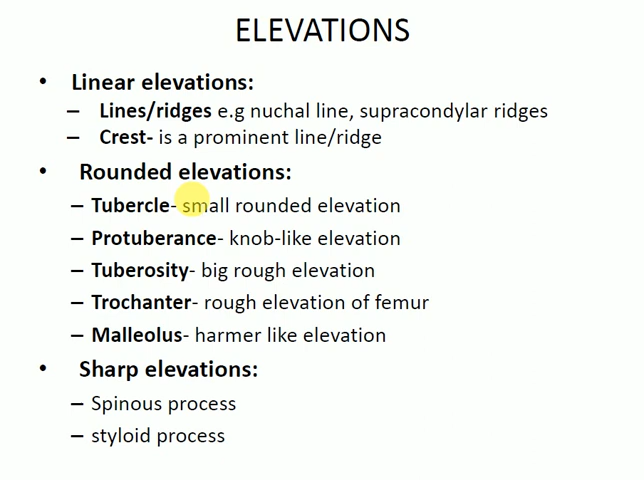 ELEVATIONS
• Linear elevations:
– Lines/ridges e.g nuchal line, supracondylar ridges
– Crest- is a prominent line/ridge
• Rounded elevations:
– Tubercle- small rounded elevation
– Protuberance- knob-like elevation
– Tuberosity- big rough elevation
– Trochanter- rough elevation of femur
– Malleolus- harmer like elevation
• Sharp elevations:
– Spinous process
– styloid process